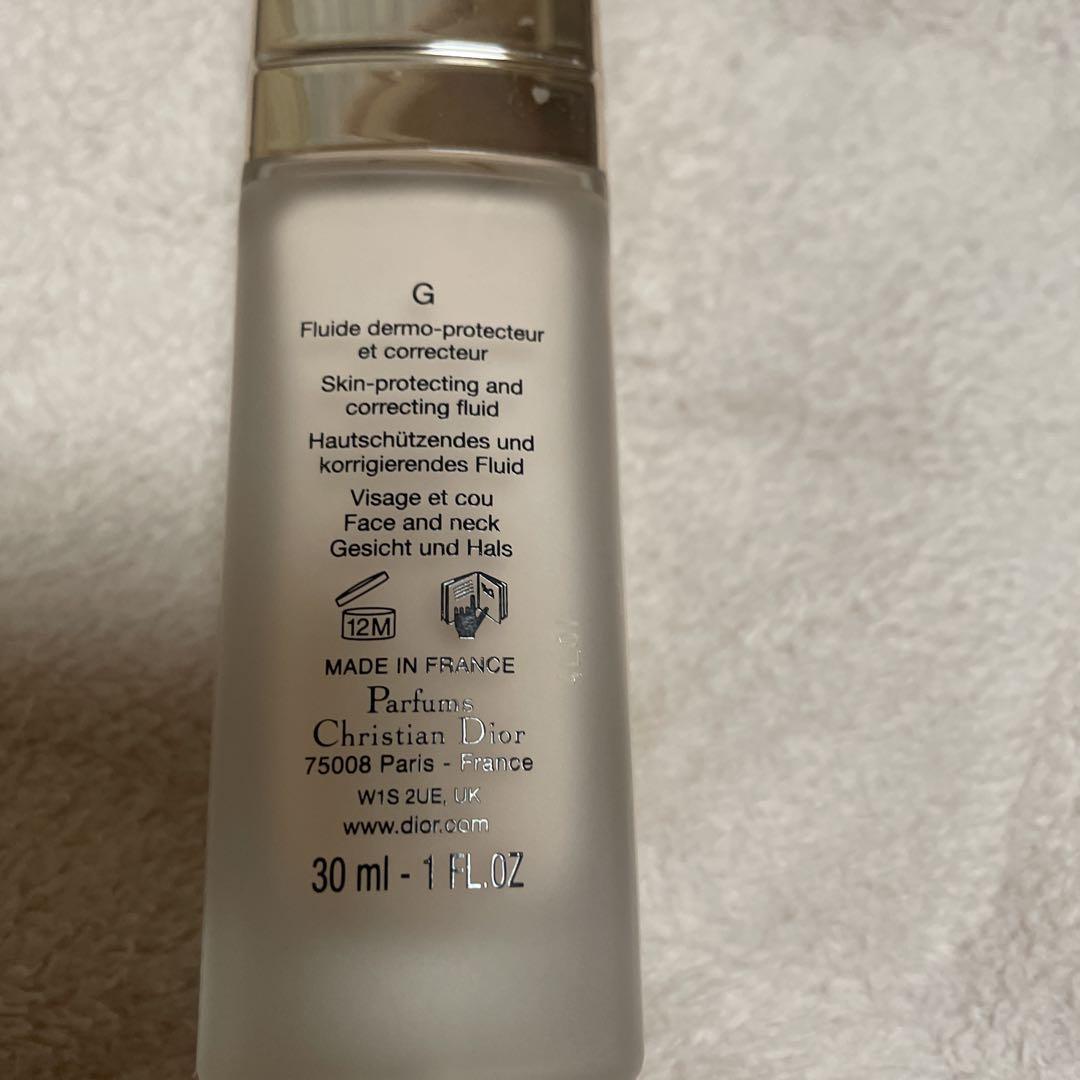 G
Fluide dermo-protecteur
et correcteur
Skin-protecting and
correcting fluid
Hautschützendes und
korrigierendes Fluid
Visage et cou
Face and neck
Gesicht und Hals
12M
MADE IN FRANCE
Parfums
Christian Dior
75008 Paris - France
W1S 2UE, UK
www.dior.com
30 ml - 1 FL.OZ